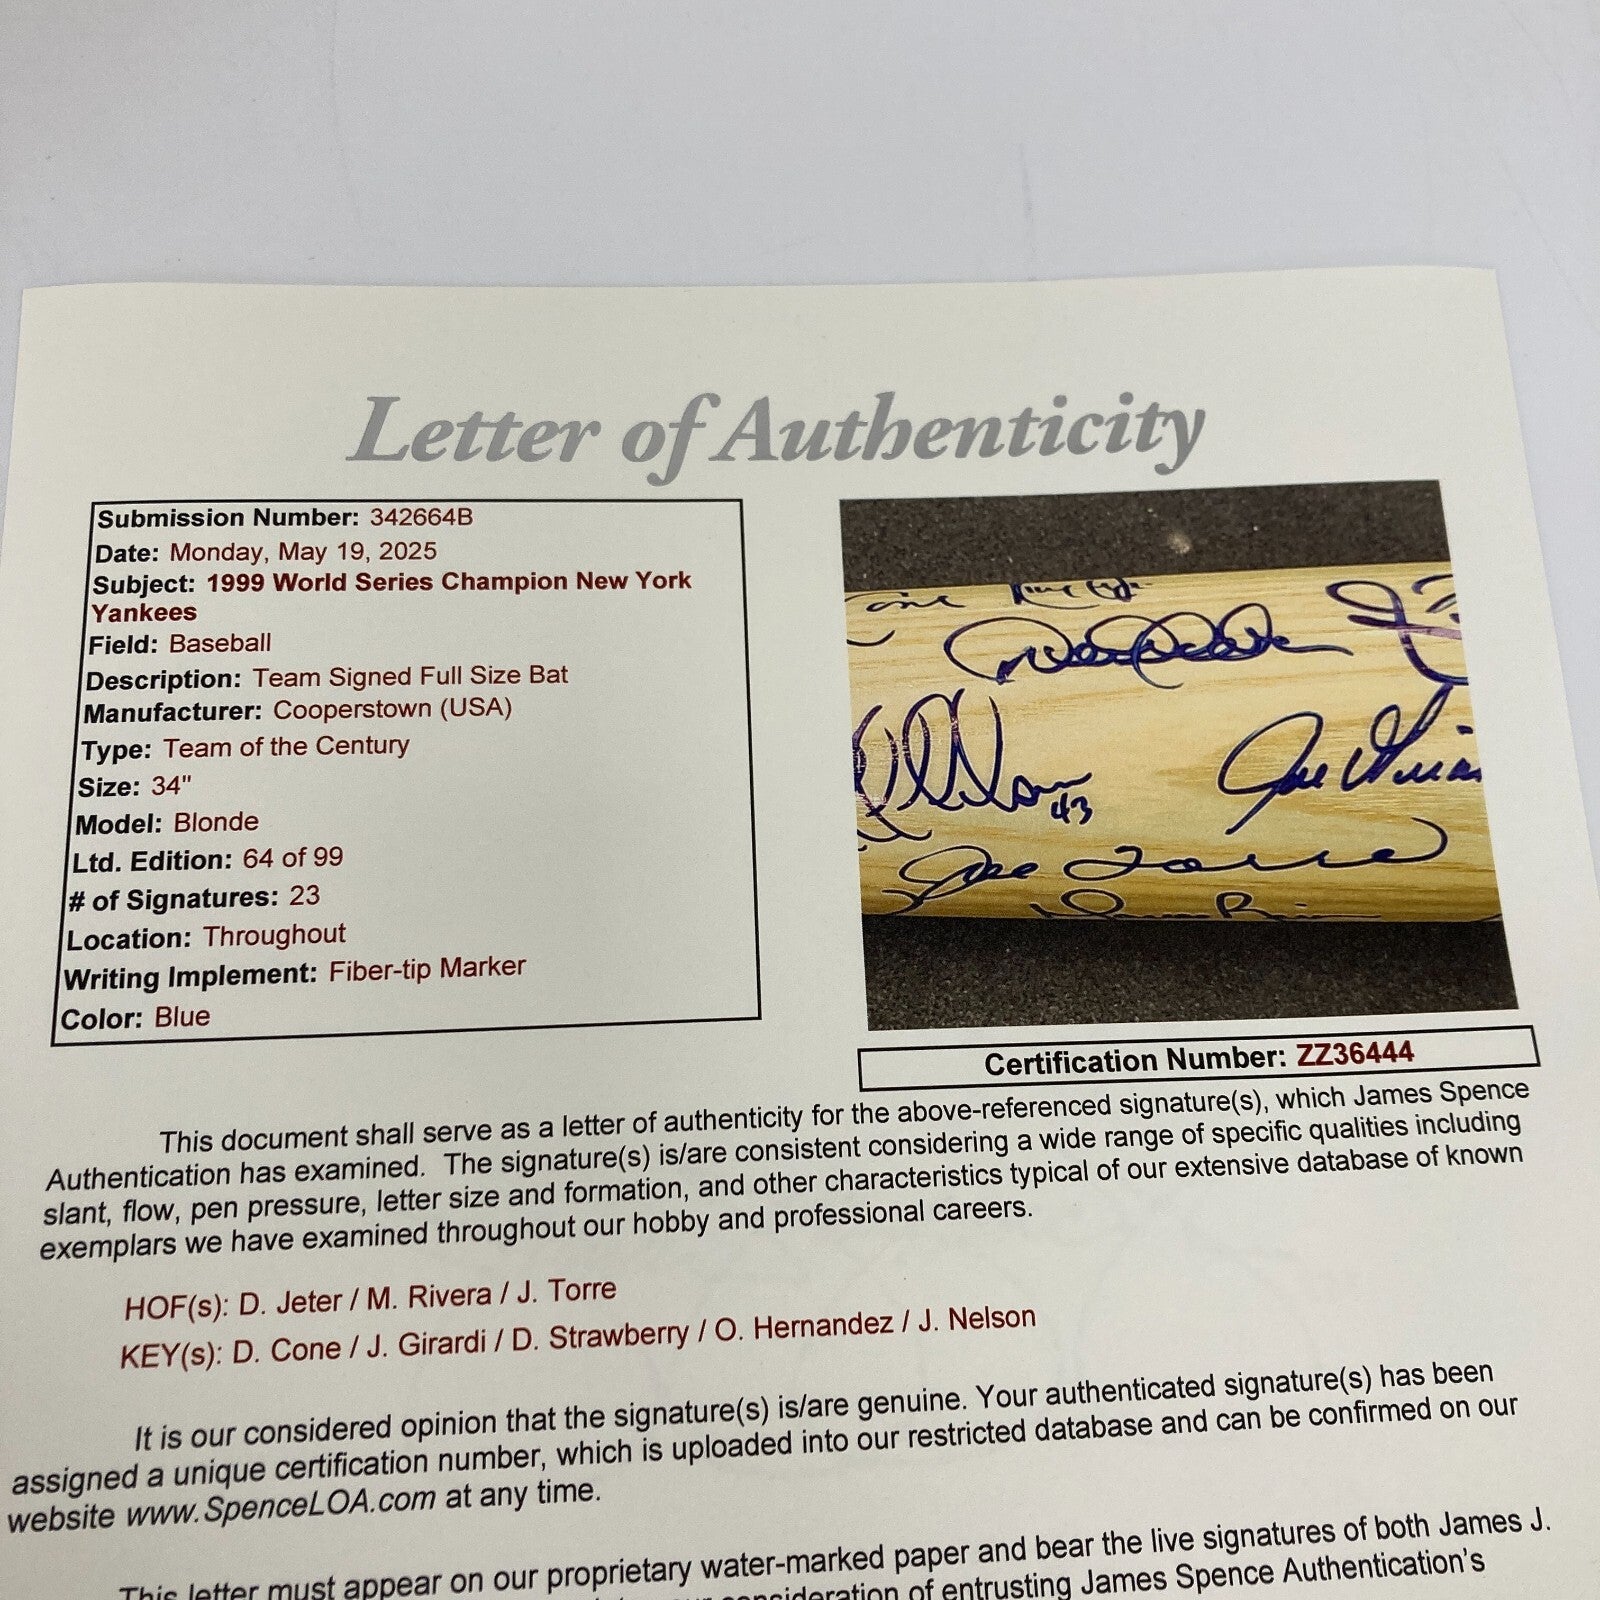 Letter of Authenticity
Submission Number: 342664B
Date: Monday, May 19, 2025
Subject: 1999 World Series Champion New York
Yankees
Field: Baseball
Description: Team Signed Full Size Bat
Manufacturer: Cooperstown (USA)
Type: Team of the Century
Size: 34"
Model: Blonde
Ltd. Edition: 64 of 99
# of Signatures: 23
Location: Throughout
Writing Implement: Fiber-tip Marker
Color: Blue
43
Joe Torre
Certification Number: ZZ36444
This document shall serve as a letter of authenticity for the above-referenced signature(s), which James Spence
Authentication has examined. The signature(s) is/are consistent considering a wide range of specific qualities including
slant, flow, pen pressure, letter size and formation, and other characteristics typical of our extensive database of known
exemplars we have examined throughout our hobby and professional careers.
HOF(s): D. Jeter / M. Rivera / J. Torre
KEY(s): D. Cone / J. Girardi / D. Strawberry / O. Hernandez / J. Nelson
It is our considered opinion that the signature(s) is/are genuine. Your authenticated signature(s) has been
assigned a unique certification number, which is uploaded into our restricted database and can be confirmed on our
website www.SpenceLOA.com at any time.
This letter must appear on our proprietary water-marked paper and bear the live signatures of both James J.
consideration of entrusting James Spence Authentication's